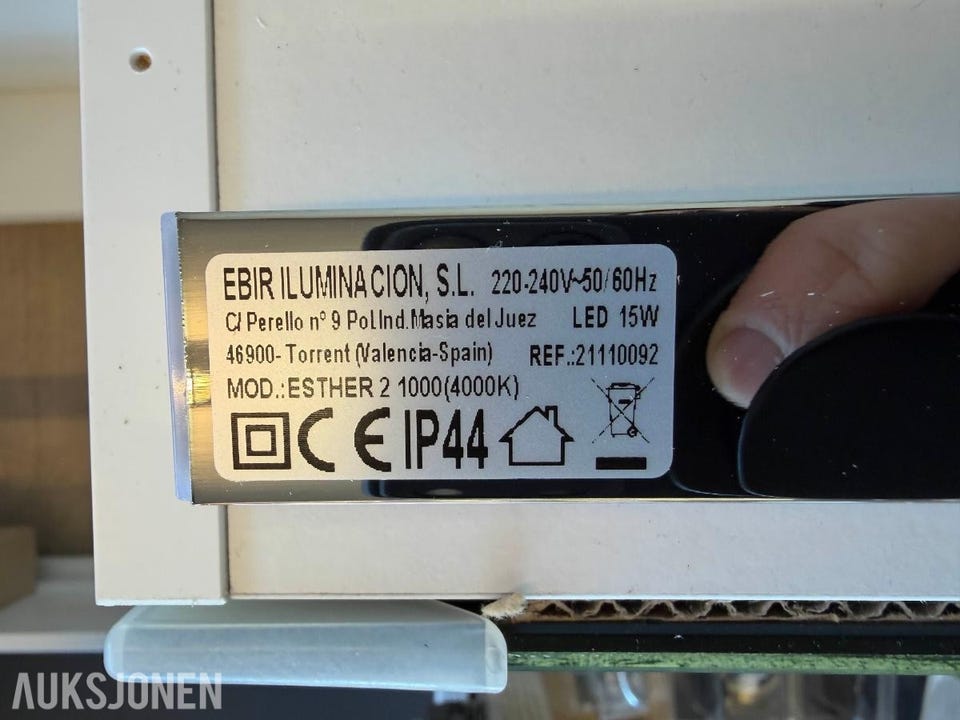 EBIR ILUMINACION, S.L. 220-240V~50/60Hz
C/ Perello n° 9 Pol.Ind.Masia del Juez LED 15W
46900- Torrent (Valencia-Spain) REF.:21110092
MOD.:ESTHER 2 1000(4000K)
CE IP44
AUKSJONEN